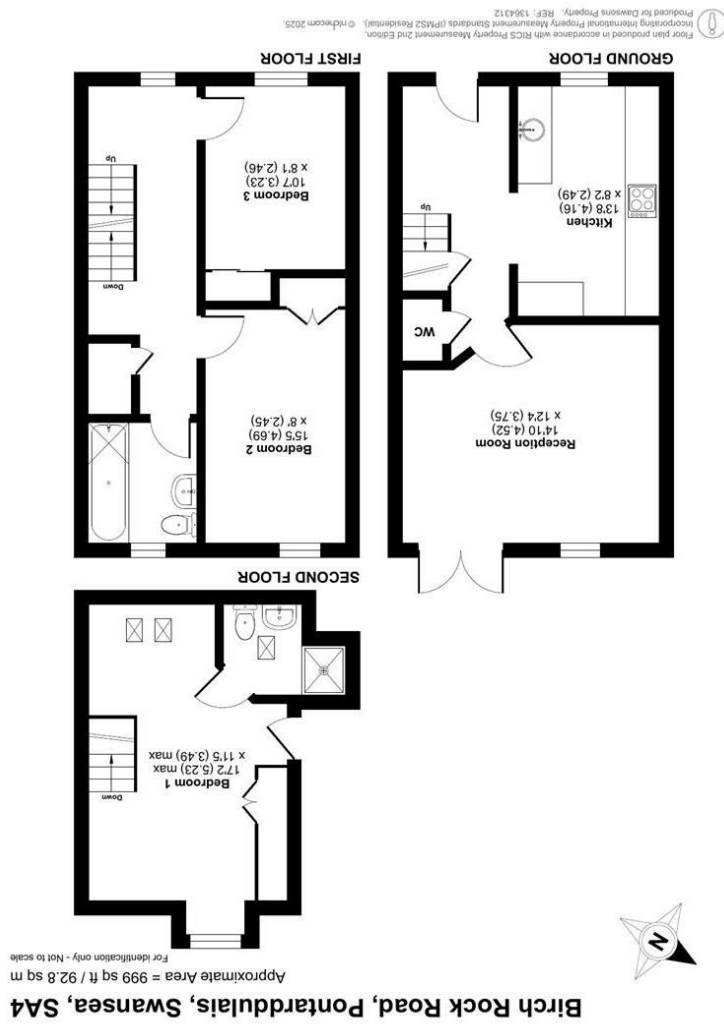 Birch Rock Road, Pontarddulais, Swansea, SA4
Approximate Area = 999 sq ft / 92.8 sq m
For identification only - Not to scale
N
Down
Bedroom 1
17'2 (5.23) max
x 11'5 (3.49) max
SECOND FLOOR
Reception Room
14'10 (4.52)
x 12'4 (3.75)
WC
Up
Kitchen
13'8 (4.16)
x 8'2 (2.49)
GROUND FLOOR
Bedroom 2
15'5 (4.69)
x 8' (2.45)
Down
Up
Bedroom 3
10'7 (3.23)
x 8'1 (2.46)
FIRST FLOOR
Floor plan produced in accordance with RICS Property Measurement 2nd Edition,
Incorporating International Property Measurement Standards (IPMS2 Residential). © nichecom 2025.
Produced for Dawsons Property. REF: 1364312